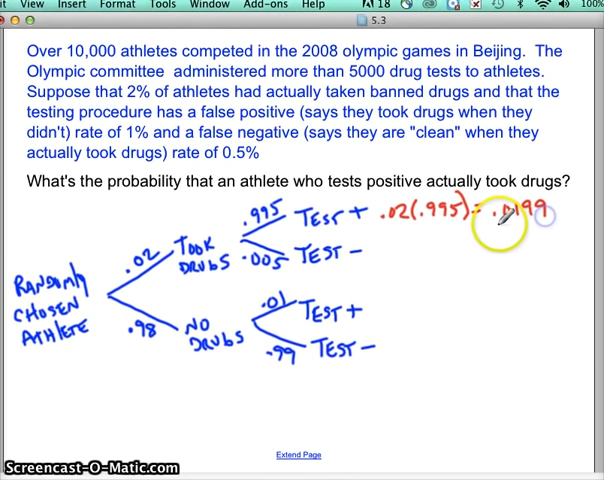 it View Insert Format Tools Window Add-ons Help 18 100%
5.3
Over 10,000 athletes competed in the 2008 olympic games in Beijing. The
Olympic committee administered more than 5000 drug tests to athletes.
Suppose that 2% of athletes had actually taken banned drugs and that the
testing procedure has a false positive (says they took drugs when they
didn't) rate of 1% and a false negative (says they are "clean" when they
actually took drugs) rate of 0.5%
What's the probability that an athlete who tests positive actually took drugs?
.995 TEST + .02(.995)= .0199
.02 TOOK DRUGS
.005 TEST -
RANDOMLY
CHOSEN
ATHLETE
.01 TEST +
.98 NO DRUBS
.99 TEST -
Extend Page
Screencast-O-Matic.com